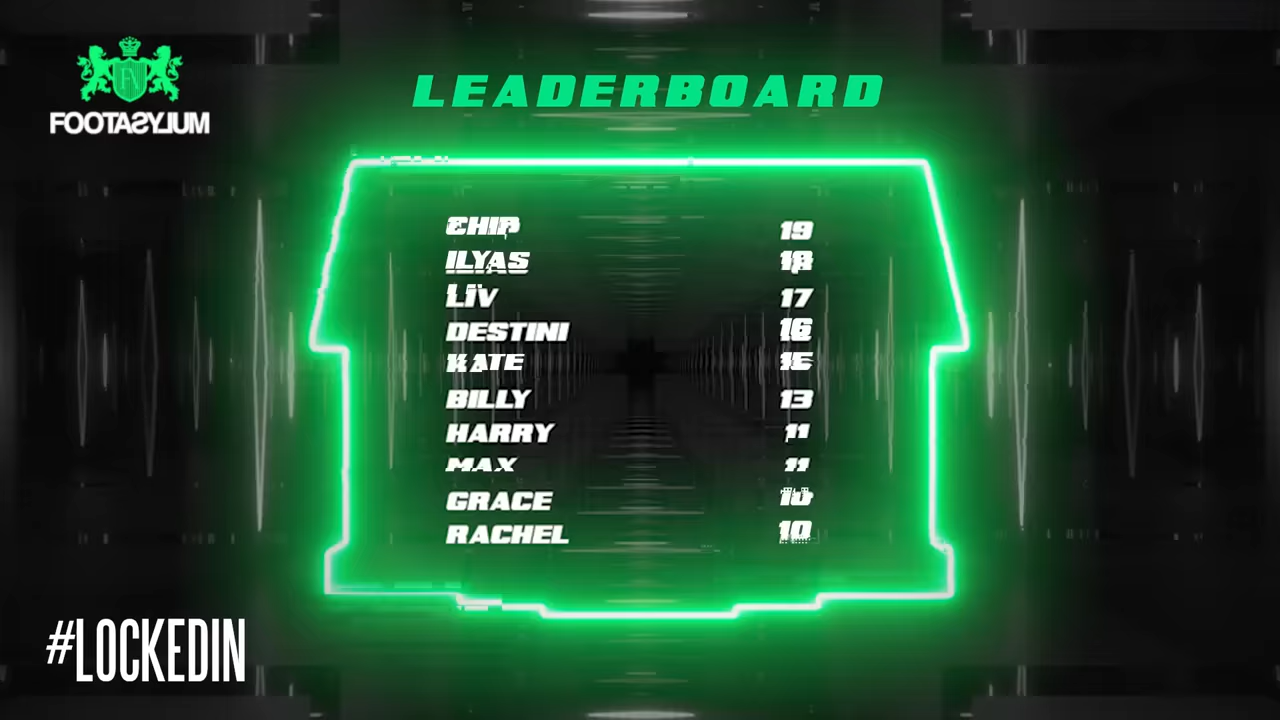 FOOTASYLUM
LEADERBOARD
CHIP 19
ILYAS 18
LIV 17
DESTINI 16
KATE 15
BILLY 13
HARRY 11
MAX 11
GRACE 10
RACHEL 10
#LOCKEDIN